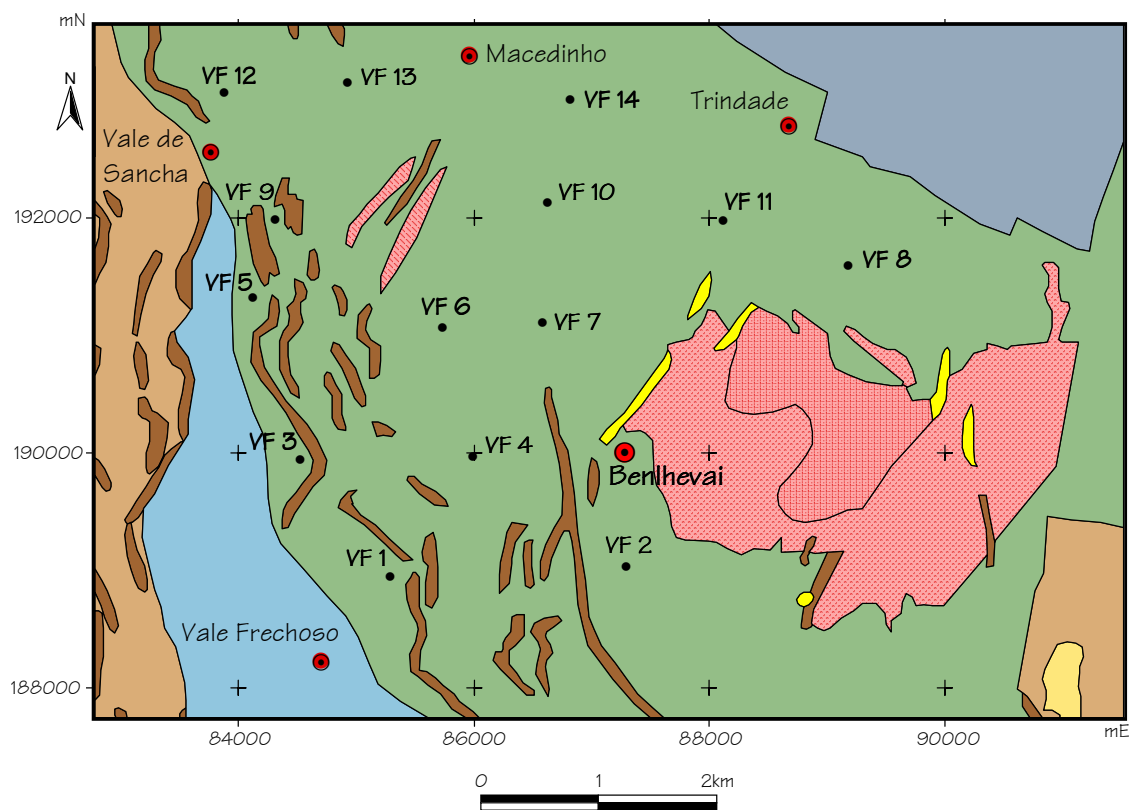 mN
Macedinho
VF 12
VF 13
N
VF 14
Trindade
Vale de
Sancha
VF 9
VF 10
VF 11
192000
VF 8
VF 5
VF 6
VF 7
VF 3
VF 4
190000
Benlhevai
VF 1
VF 2
Vale Frechoso
188000
84000
86000
88000
90000
mE
0
1
2km